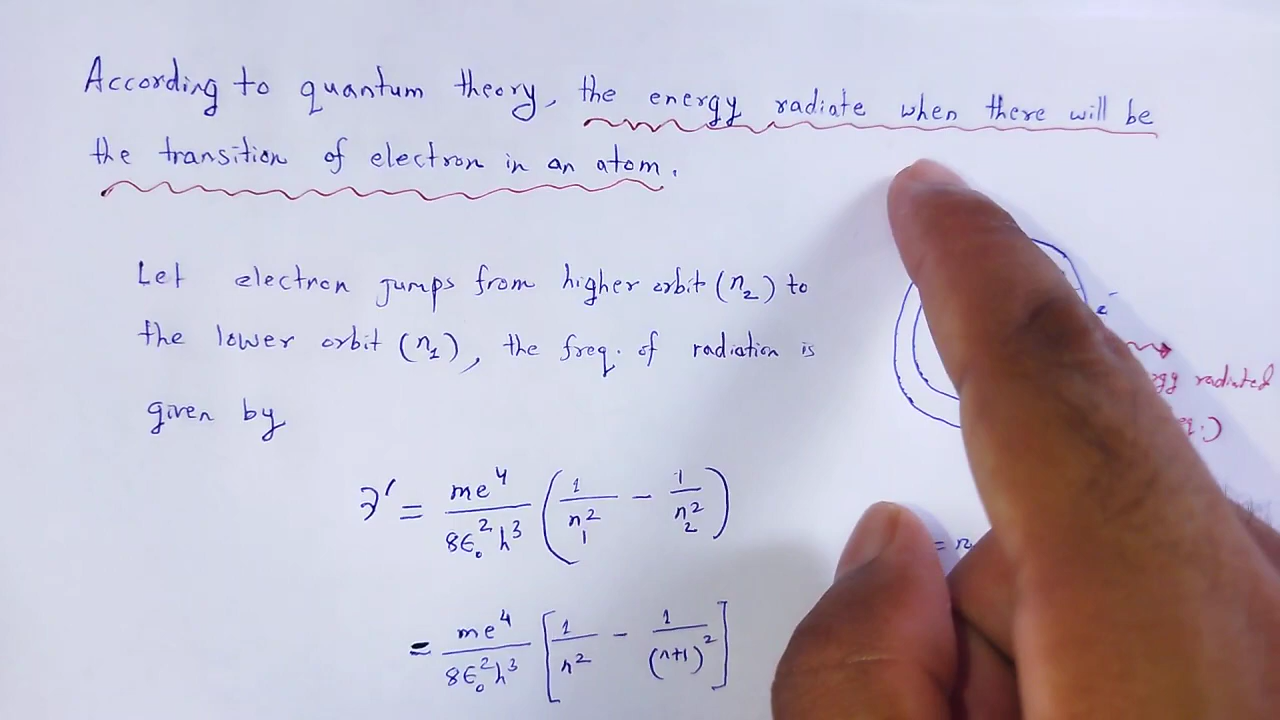 According to quantum theory, the energy radiate when there will be
the transition of electron in an atom.
Let electron jumps from higher orbit (n₂) to
the lower orbit (n₁), the freq. of radiation is
given by
ν' = me⁴/8ϵ₀²h³ (1/n₁² − 1/n₂²)
= me⁴/8ϵ₀²h³ [1/n² − 1/(n+1)²]
e⁻
radiated
= n